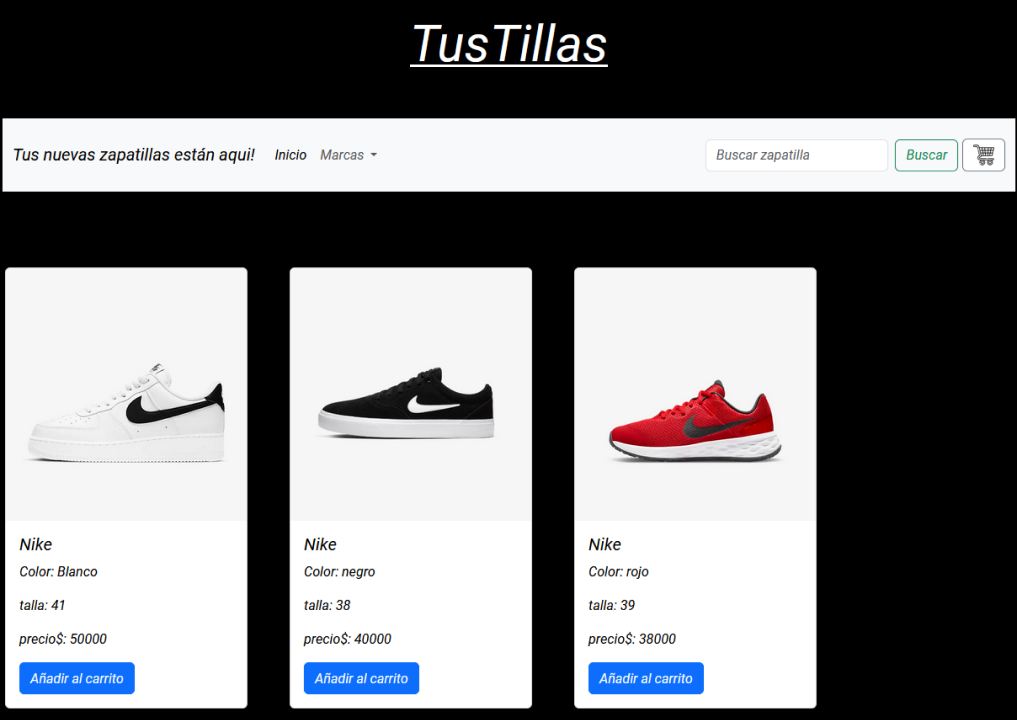 TusTillas
Tus nuevas zapatillas están aqui! Inicio Marcas
Buscar zapatilla Buscar
Nike
Color: Blanco
talla: 41
precio$: 50000
Añadir al carrito
Nike
Color: negro
talla: 38
precio$: 40000
Añadir al carrito
Nike
Color: rojo
talla: 39
precio$: 38000
Añadir al carrito